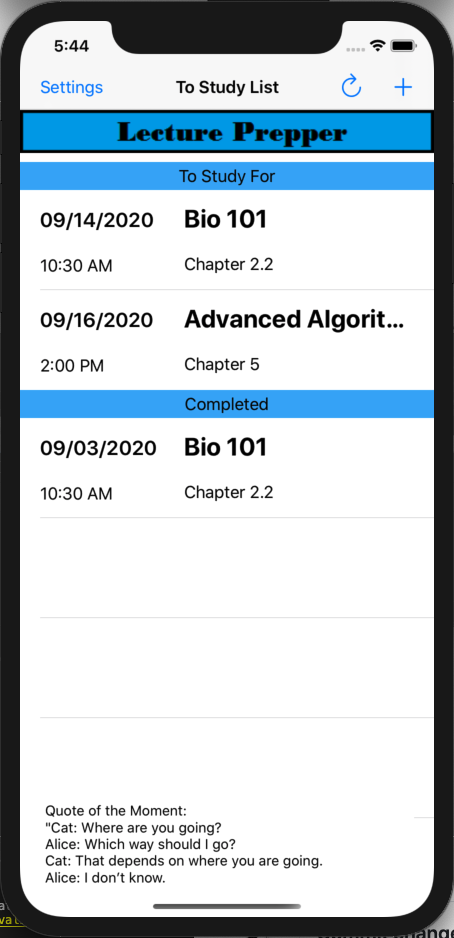 5:44
Settings To Study List
Lecture Prepper
To Study For
09/14/2020 Bio 101
10:30 AM Chapter 2.2
09/16/2020 Advanced Algorit...
2:00 PM Chapter 5
Completed
09/03/2020 Bio 101
10:30 AM Chapter 2.2
Quote of the Moment:
"Cat: Where are you going?
Alice: Which way should I go?
Cat: That depends on where you are going.
Alice: I don’t know.